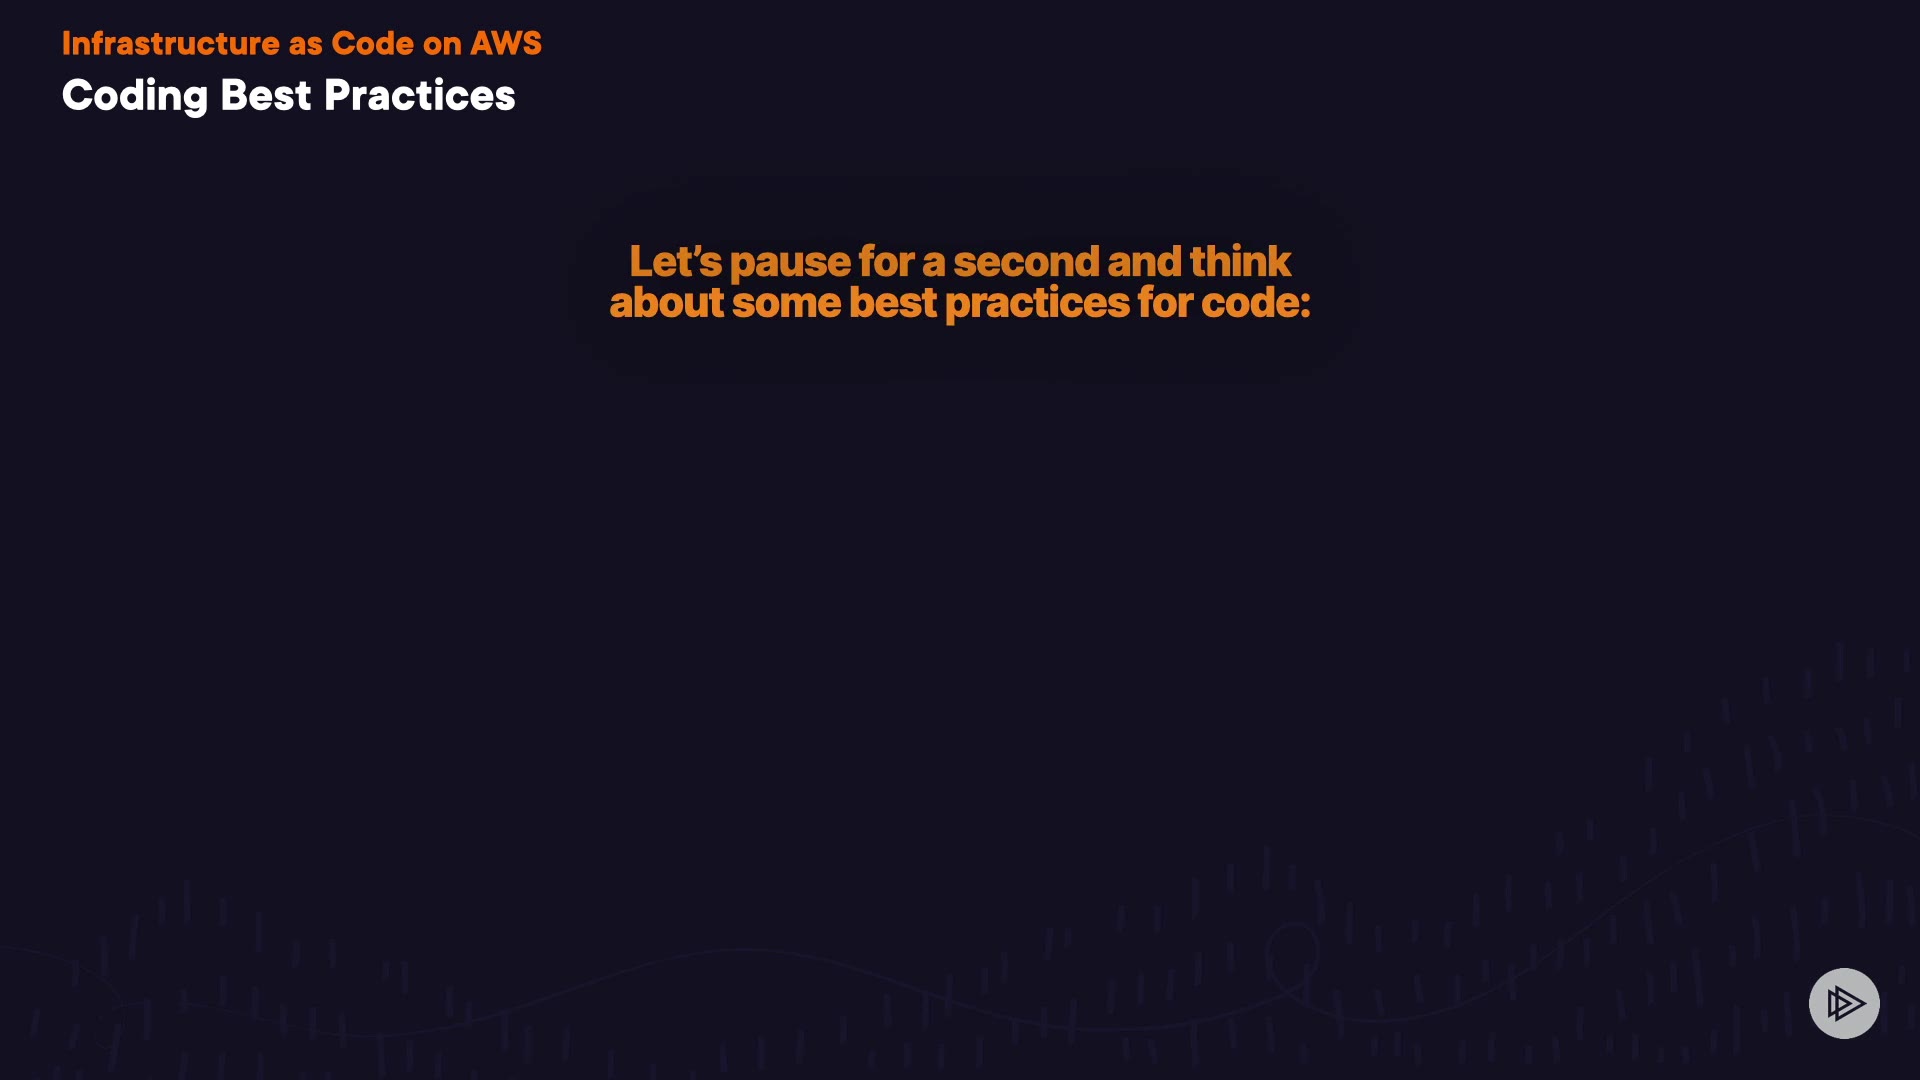 Infrastructure as Code on AWS
Coding Best Practices
Let’s pause for a second and think
about some best practices for code: